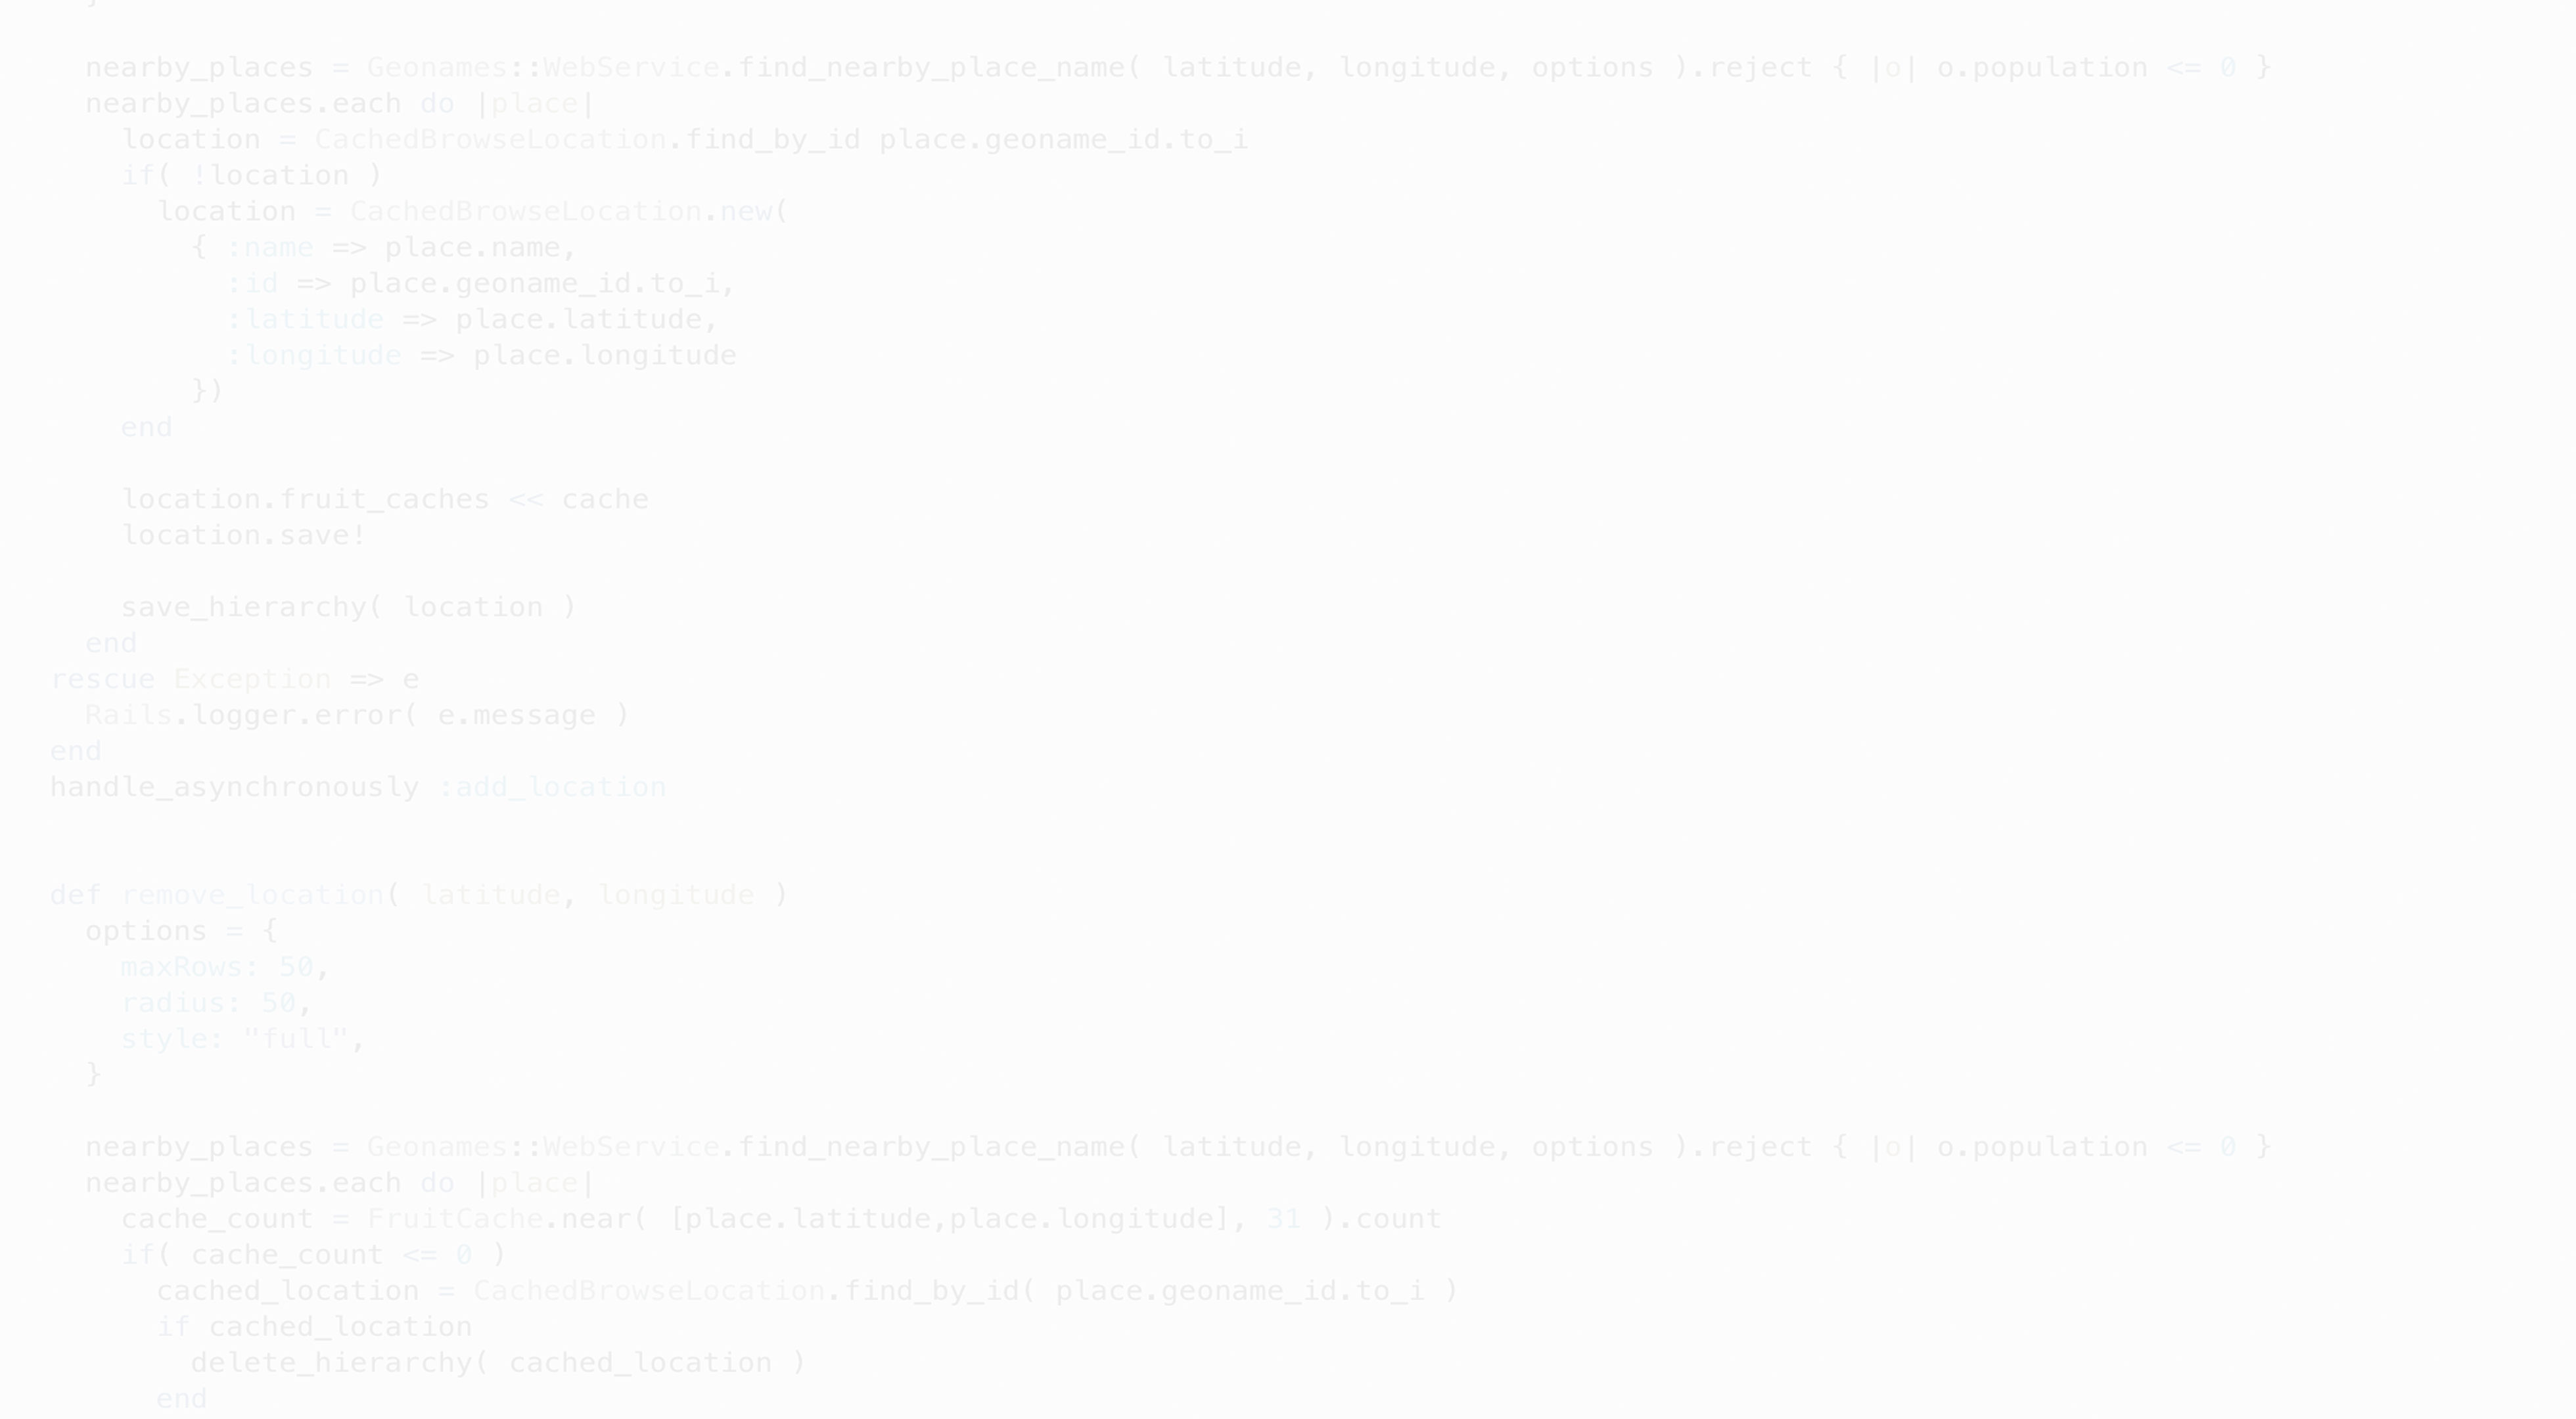 }
nearby_places = Geonames::WebService.find_nearby_place_name( latitude, longitude, options ).reject { |o| o.population <= 0 }
nearby_places.each do |place|
location = CachedBrowseLocation.find_by_id place.geoname_id.to_i
if( !location )
location = CachedBrowseLocation.new(
{ :name => place.name,
:id => place.geoname_id.to_i,
:latitude => place.latitude,
:longitude => place.longitude
})
end
location.fruit_caches << cache
location.save!
save_hierarchy( location )
end
rescue Exception => e
Rails.logger.error( e.message )
end
handle_asynchronously :add_location
def remove_location( latitude, longitude )
options = {
maxRows: 50,
radius: 50,
style: "full",
}
nearby_places = Geonames::WebService.find_nearby_place_name( latitude, longitude, options ).reject { |o| o.population <= 0 }
nearby_places.each do |place|
cache_count = FruitCache.near( [place.latitude,place.longitude], 31 ).count
if( cache_count <= 0 )
cached_location = CachedBrowseLocation.find_by_id( place.geoname_id.to_i )
if cached_location
delete_hierarchy( cached_location )
end